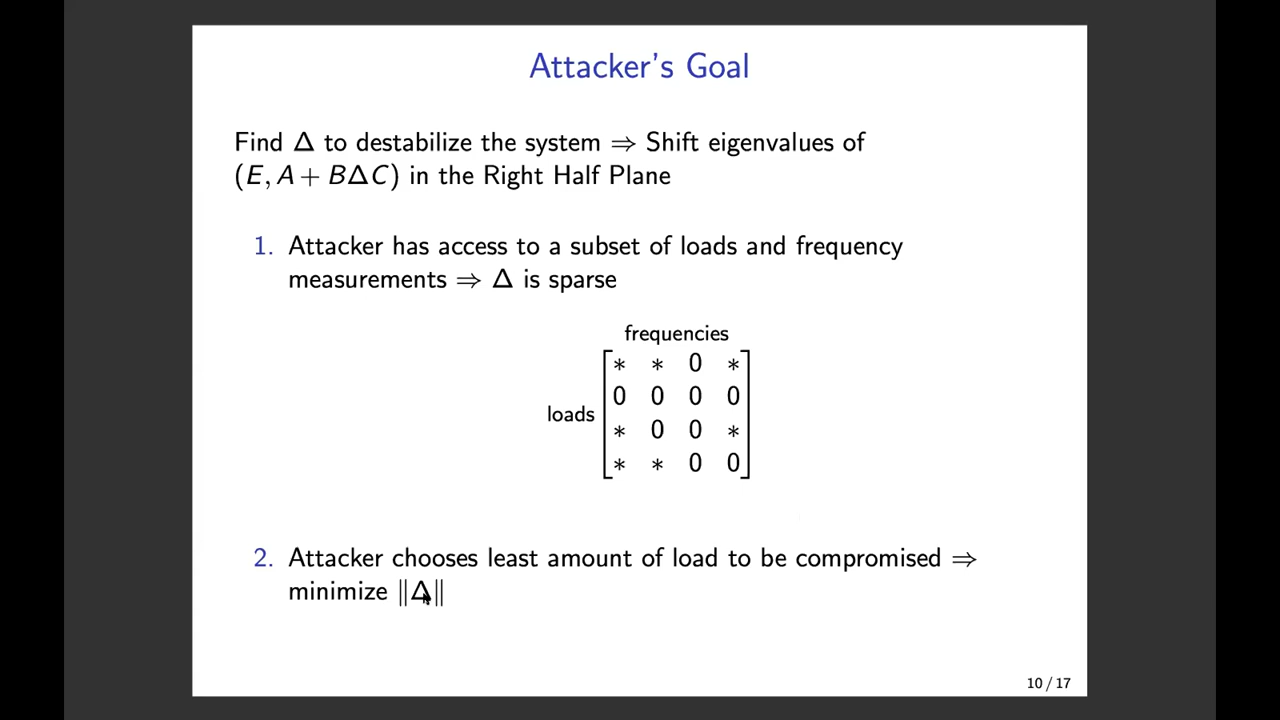 Attacker's Goal
Find Δ to destabilize the system ⇒ Shift eigenvalues of
(E, A + BΔC) in the Right Half Plane
1. Attacker has access to a subset of loads and frequency
measurements ⇒ Δ is sparse
frequencies
* * 0 *
0 0 0 0
loads
* 0 0 *
* * 0 0
2. Attacker chooses least amount of load to be compromised ⇒
minimize ‖Δ‖
10 / 17